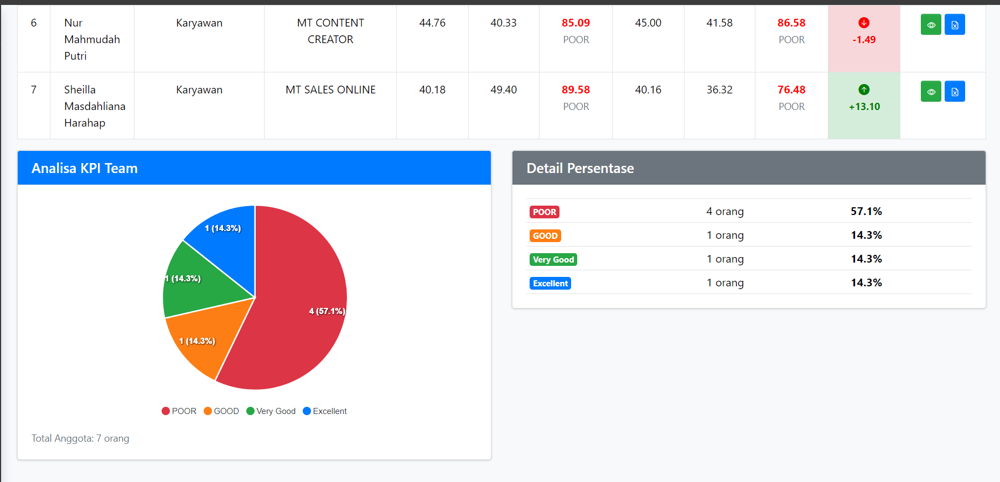 6 Nur Karyawan MT CONTENT 44.76 40.33 85.09 45.00 41.58 86.58
Mahmudah CREATOR POOR POOR -1.49
Putri
7 Sheilla Karyawan MT SALES ONLINE 40.18 49.40 89.58 40.16 36.32 76.48
Masdahliana POOR POOR +13.10
Harahap
Analisa KPI Team
1 (14.3%)
1 (14.3%)
4 (57.1%)
1 (14.3%)
POOR GOOD Very Good Excellent
Total Anggota: 7 orang
Detail Persentase
POOR 4 orang 57.1%
GOOD 1 orang 14.3%
Very Good 1 orang 14.3%
Excellent 1 orang 14.3%